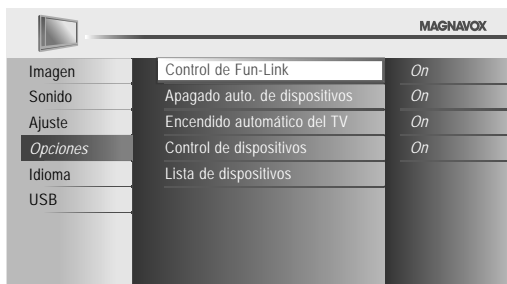 MAGNAVOX
Imagen
Sonido
Ajuste
Opciones
Idioma
USB
Control de Fun-Link On
Apagado auto. de dispositivos On
Encendido automático del TV On
Control de dispositivos On
Lista de dispositivos